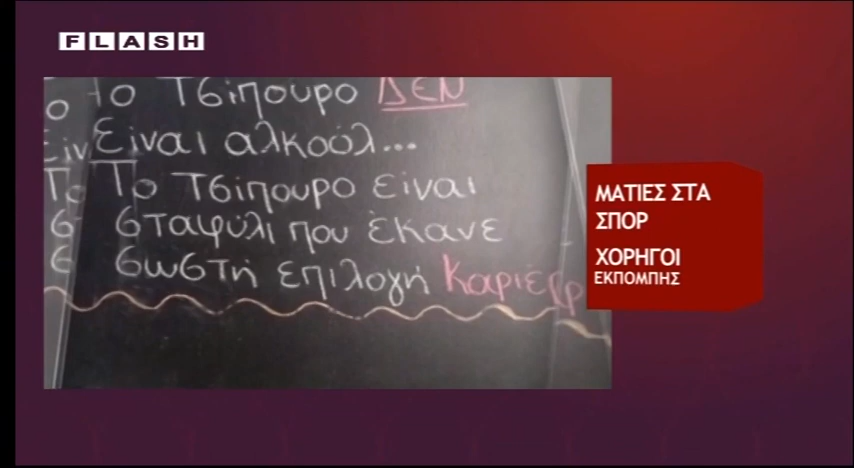 FLASH
Το Τσίπουρο ΔΕΝ
Είναι αλκοόλ...
Το Τσίπουρο είναι
σταφύλι που έκανε
σωστή επιλογή
ΜΑΤΙΕΣ ΣΤΑ
ΣΠΟΡ
ΧΟΡΗΓΟΙ
ΕΚΠΟΜΠΗΣ